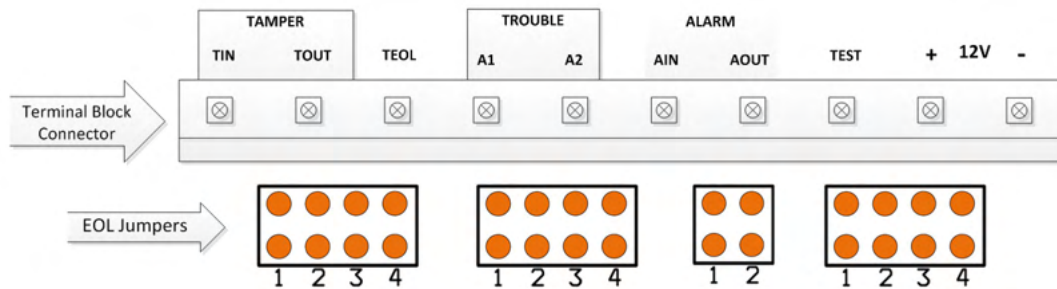 TAMPER TROUBLE ALARM
TIN TOUT TEOL A1 A2 AIN AOUT TEST + 12V -
Terminal Block
Connector
EOL Jumpers
1 2 3 4 1 2 3 4 1 2 1 2 3 4